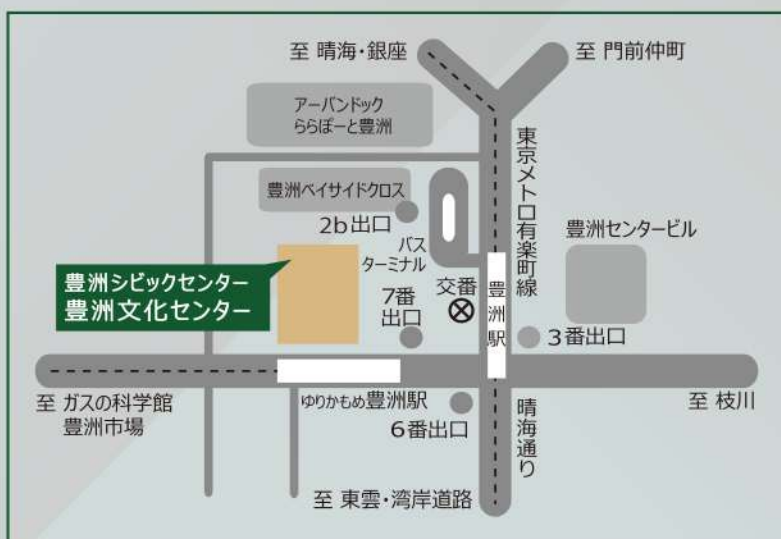 至 晴海・銀座
至 門前仲町
アーバンドック
ららぽーと豊洲
東京メトロ有楽町線
豊洲ベイサイドクロス
2b出口
バス
ターミナル
豊洲センタービル
豊洲シビックセンター
豊洲文化センター
7番
出口
交番
豊洲駅
3番出口
至 ガスの科学館
豊洲市場
ゆりかもめ豊洲駅
6番出口
晴海通り
至 枝川
至 東雲・湾岸道路